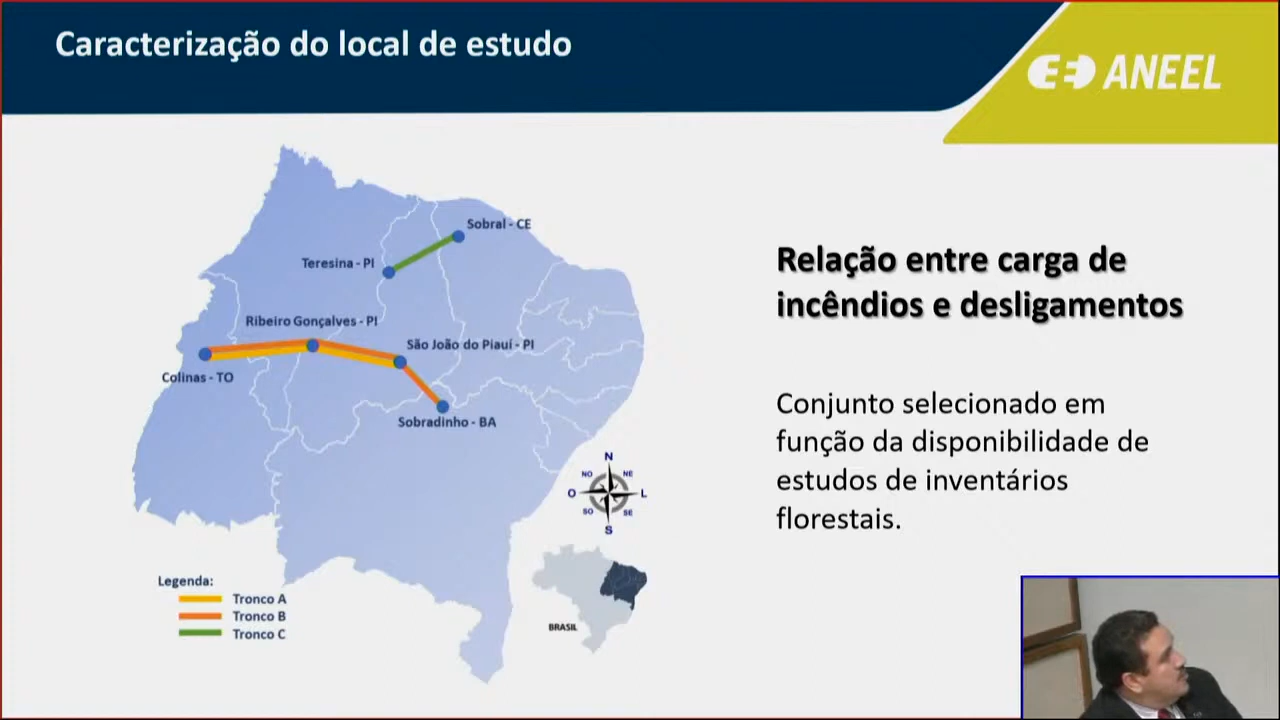 Caracterização do local de estudo
ANEEL
Sobral - CE
Teresina - PI
Ribeiro Gonçalves - PI
São João do Piauí - PI
Colinas - TO
Sobradinho - BA
N
NO
NE
O
L
SO
SE
S
BRASIL
Legenda:
Tronco A
Tronco B
Tronco C
Relação entre carga de
incêndios e desligamentos
Conjunto selecionado em
função da disponibilidade de
estudos de inventários
florestais.